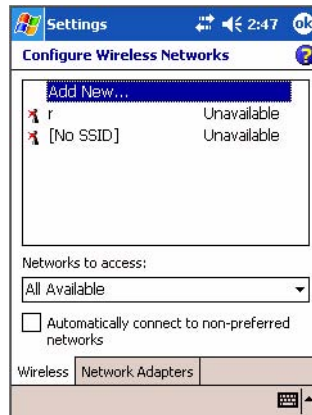 Settings 2:47 ok
Configure Wireless Networks ?
Add New...
r Unavailable
[No SSID] Unavailable
Networks to access:
All Available
Automatically connect to non-preferred
networks
Wireless Network Adapters